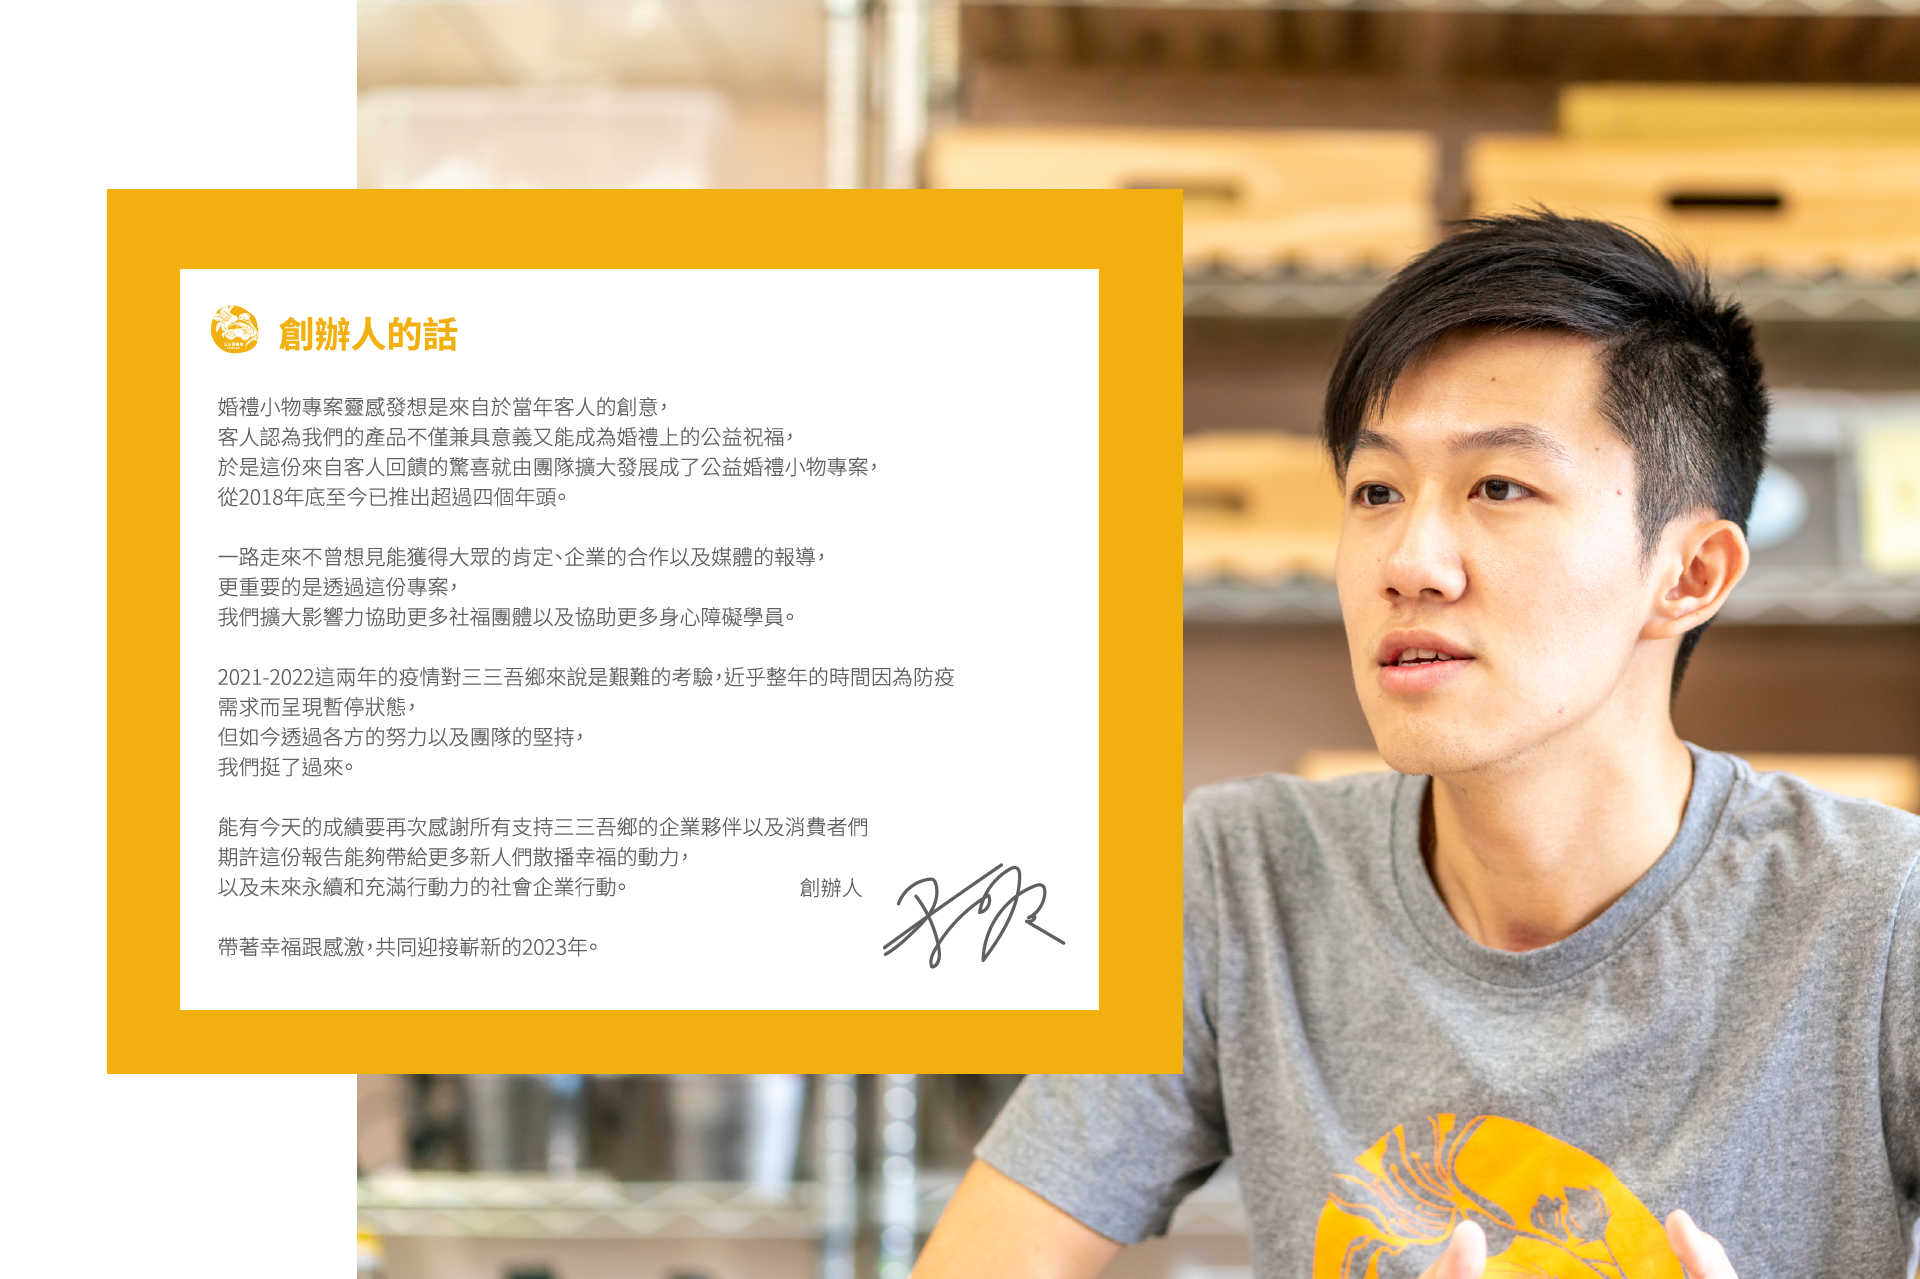 創辦人的話
婚禮小物專案靈感發想是來自於當年客人的創意，
客人認為我們的產品不僅兼具意義又能成為婚禮上的公益祝福，
於是這份來自客人回饋的驚喜就由團隊擴大發展成了公益婚禮小物專案，
從2018年底至今已推出超過四個年頭。
一路走來不曾想見能獲得大眾的肯定、企業的合作以及媒體的報導，
更重要的是透過這份專案，
我們擴大影響力協助更多社福團體以及協助更多身心障礙學員。
2021-2022這兩年的疫情對三三吾鄉來說是艱難的考驗，近乎整年的時間因為防疫
需求而呈現暫停狀態，
但如今透過各方的努力以及團隊的堅持，
我們挺了過來。
能有今天的成績要再次感謝所有支持三三吾鄉的企業夥伴以及消費者們
期許這份報告能夠帶給更多新人們散播幸福的動力，
以及未來永續和充滿行動力的社會企業行動。
創辦人
帶著幸福跟感激，共同迎接嶄新的2023年。